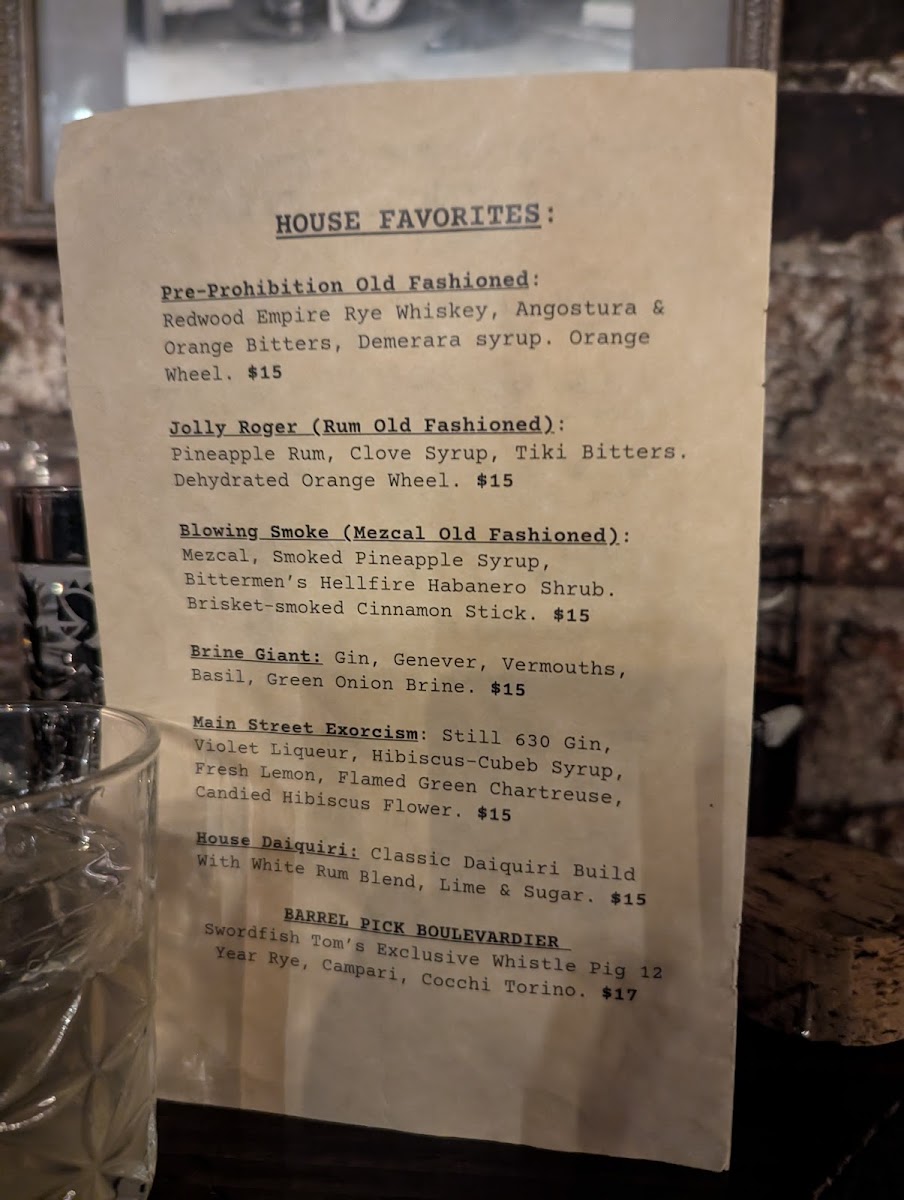 HOUSE FAVORITES:
Pre-Prohibition Old Fashioned:
Redwood Empire Rye Whiskey, Angostura &
Orange Bitters, Demerara syrup. Orange
Wheel. $15
Jolly Roger (Rum Old Fashioned):
Pineapple Rum, Clove Syrup, Tiki Bitters.
Dehydrated Orange Wheel. $15
Blowing Smoke (Mezcal Old Fashioned):
Mezcal, Smoked Pineapple Syrup,
Bittermen's Hellfire Habanero Shrub.
Brisket-smoked Cinnamon Stick. $15
Brine Giant: Gin, Genever, Vermouths,
Basil, Green Onion Brine. $15
Main Street Exorcism: Still 630 Gin,
Violet Liqueur, Hibiscus-Cubeb Syrup,
Fresh Lemon, Flamed Green Chartreuse,
Candied Hibiscus Flower. $15
House Daiquiri: Classic Daiquiri Build
With White Rum Blend, Lime & Sugar. $15
BARREL PICK BOULEVARDIER
Swordfish Tom's Exclusive Whistle Pig 12
Year Rye, Campari, Cocchi Torino. $17